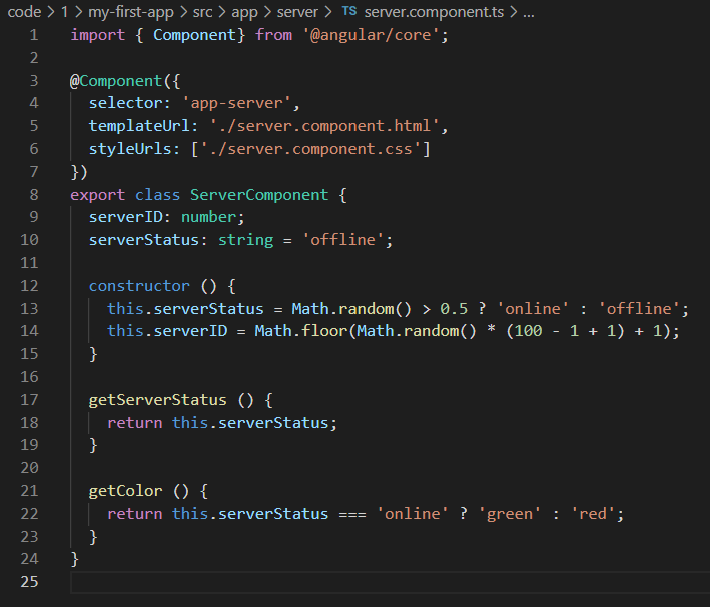 code > 1 > my-first-app > src > app > server > TS server.component.ts > ...
1 import { Component} from '@angular/core';
2
3 @Component({
4   selector: 'app-server',
5   templateUrl: './server.component.html',
6   styleUrls: ['./server.component.css']
7 })
8 export class ServerComponent {
9   serverID: number;
10   serverStatus: string = 'offline';
11
12   constructor () {
13     this.serverStatus = Math.random() > 0.5 ? 'online' : 'offline';
14     this.serverID = Math.floor(Math.random() * (100 - 1 + 1) + 1);
15   }
16
17   getServerStatus () {
18     return this.serverStatus;
19   }
20
21   getColor () {
22     return this.serverStatus === 'online' ? 'green' : 'red';
23   }
24 }
25